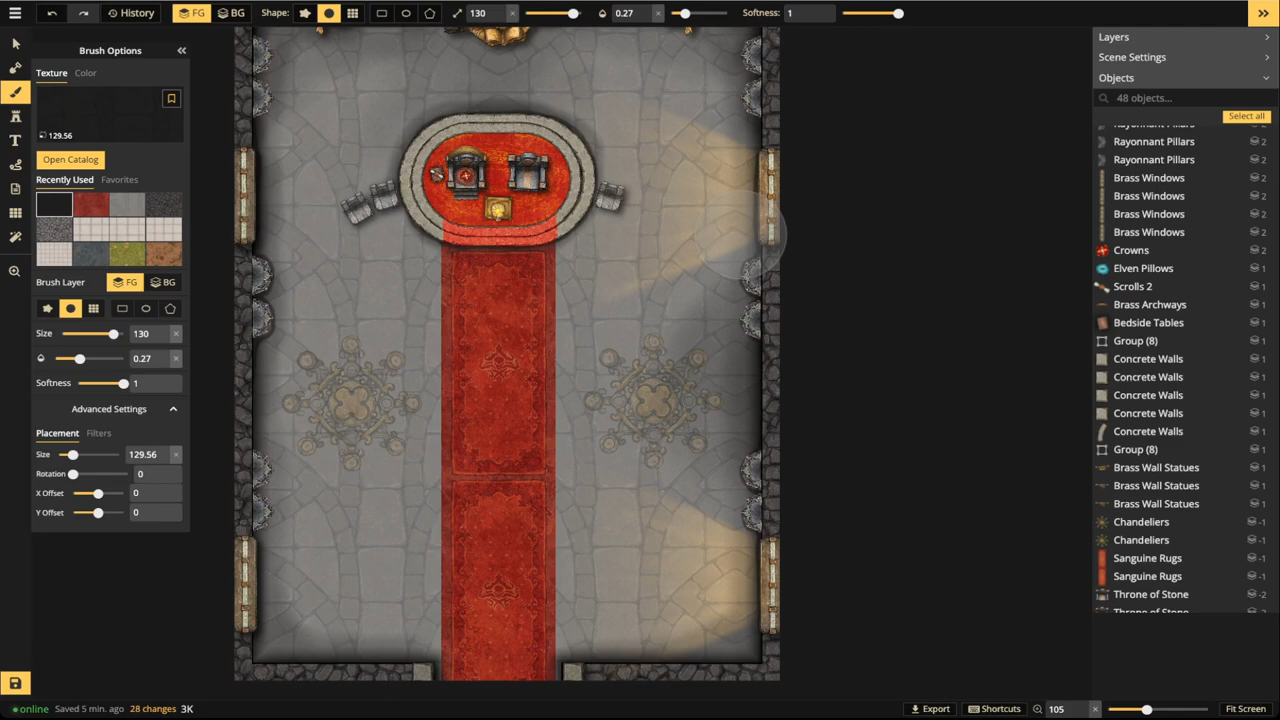 History
FG
BG
Shape:
130
×
0.27
×
Softness: 1
Brush Options
Texture
Color
129.56
Open Catalog
Recently Used
Favorites
Brush Layer
FG
BG
Size
130
×
0.27
×
Softness
1
Advanced Settings
Placement
Filters
Size
129.56
×
Rotation
0
X Offset
0
Y Offset
0
Layers
Scene Settings
Objects
48 objects...
Select all
Rayonnant Pillars 2
Rayonnant Pillars 2
Rayonnant Pillars 2
Brass Windows 2
Brass Windows 2
Brass Windows 2
Brass Windows 2
Crowns 2
Elven Pillows 1
Scrolls 2 1
Brass Archways 1
Bedside Tables 1
Group (8) 1
Concrete Walls 1
Concrete Walls 1
Concrete Walls 1
Concrete Walls 1
Concrete Walls 1
Group (8) 1
Brass Wall Statues 1
Brass Wall Statues 1
Brass Wall Statues 1
Chandeliers -1
Chandeliers -1
Sanguine Rugs -1
Sanguine Rugs -1
Throne of Stone -2
Throne of Stone -2
online
Saved 5 min. ago
28 changes
3K
Export
Shortcuts
105
×
Fit Screen